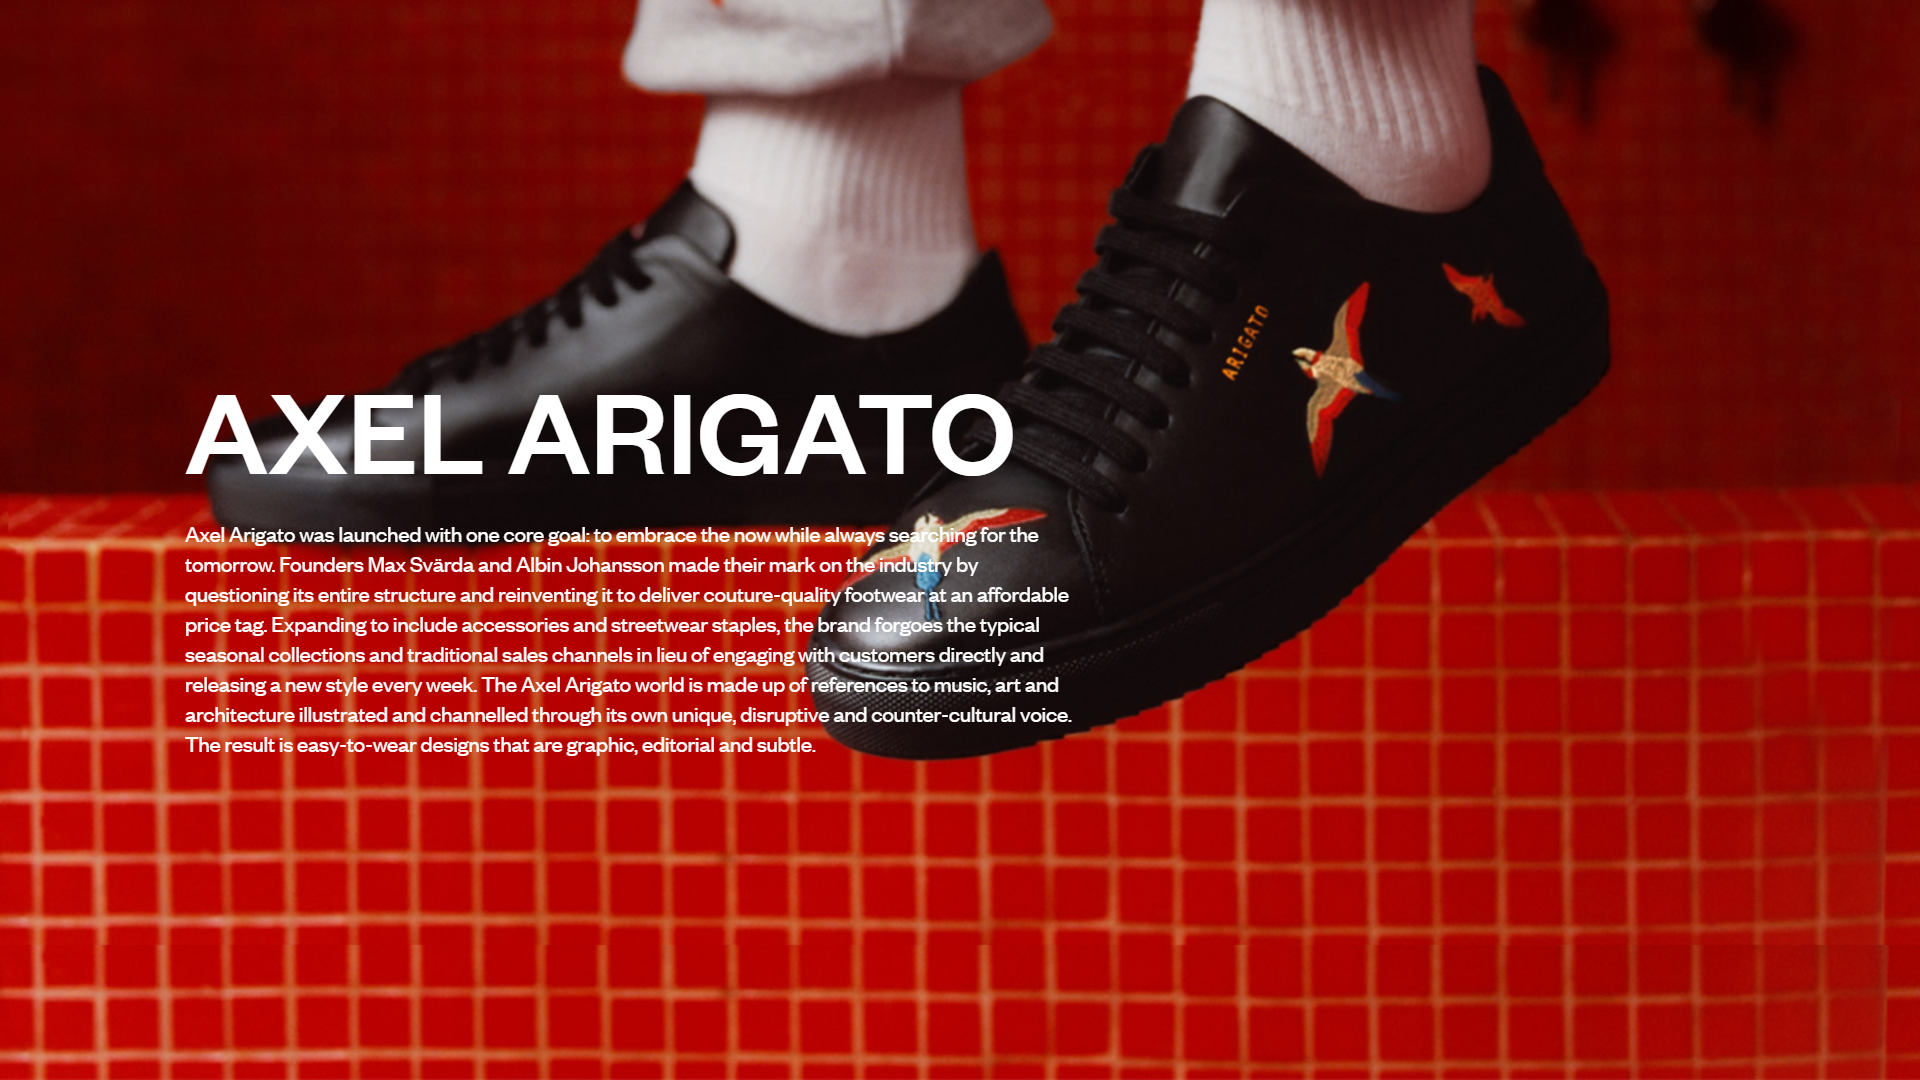 ARIGATO
AXEL ARIGATO
Axel Arigato was launched with one core goal: to embrace the now while always searching for the
tomorrow. Founders Max Svärda and Albin Johansson made their mark on the industry by
questioning its entire structure and reinventing it to deliver couture-quality footwear at an affordable
price tag. Expanding to include accessories and streetwear staples, the brand forgoes the typical
seasonal collections and traditional sales channels in lieu of engaging with customers directly and
releasing a new style every week. The Axel Arigato world is made up of references to music, art and
architecture illustrated and channelled through its own unique, disruptive and counter-cultural voice.
The result is easy-to-wear designs that are graphic, editorial and subtle.